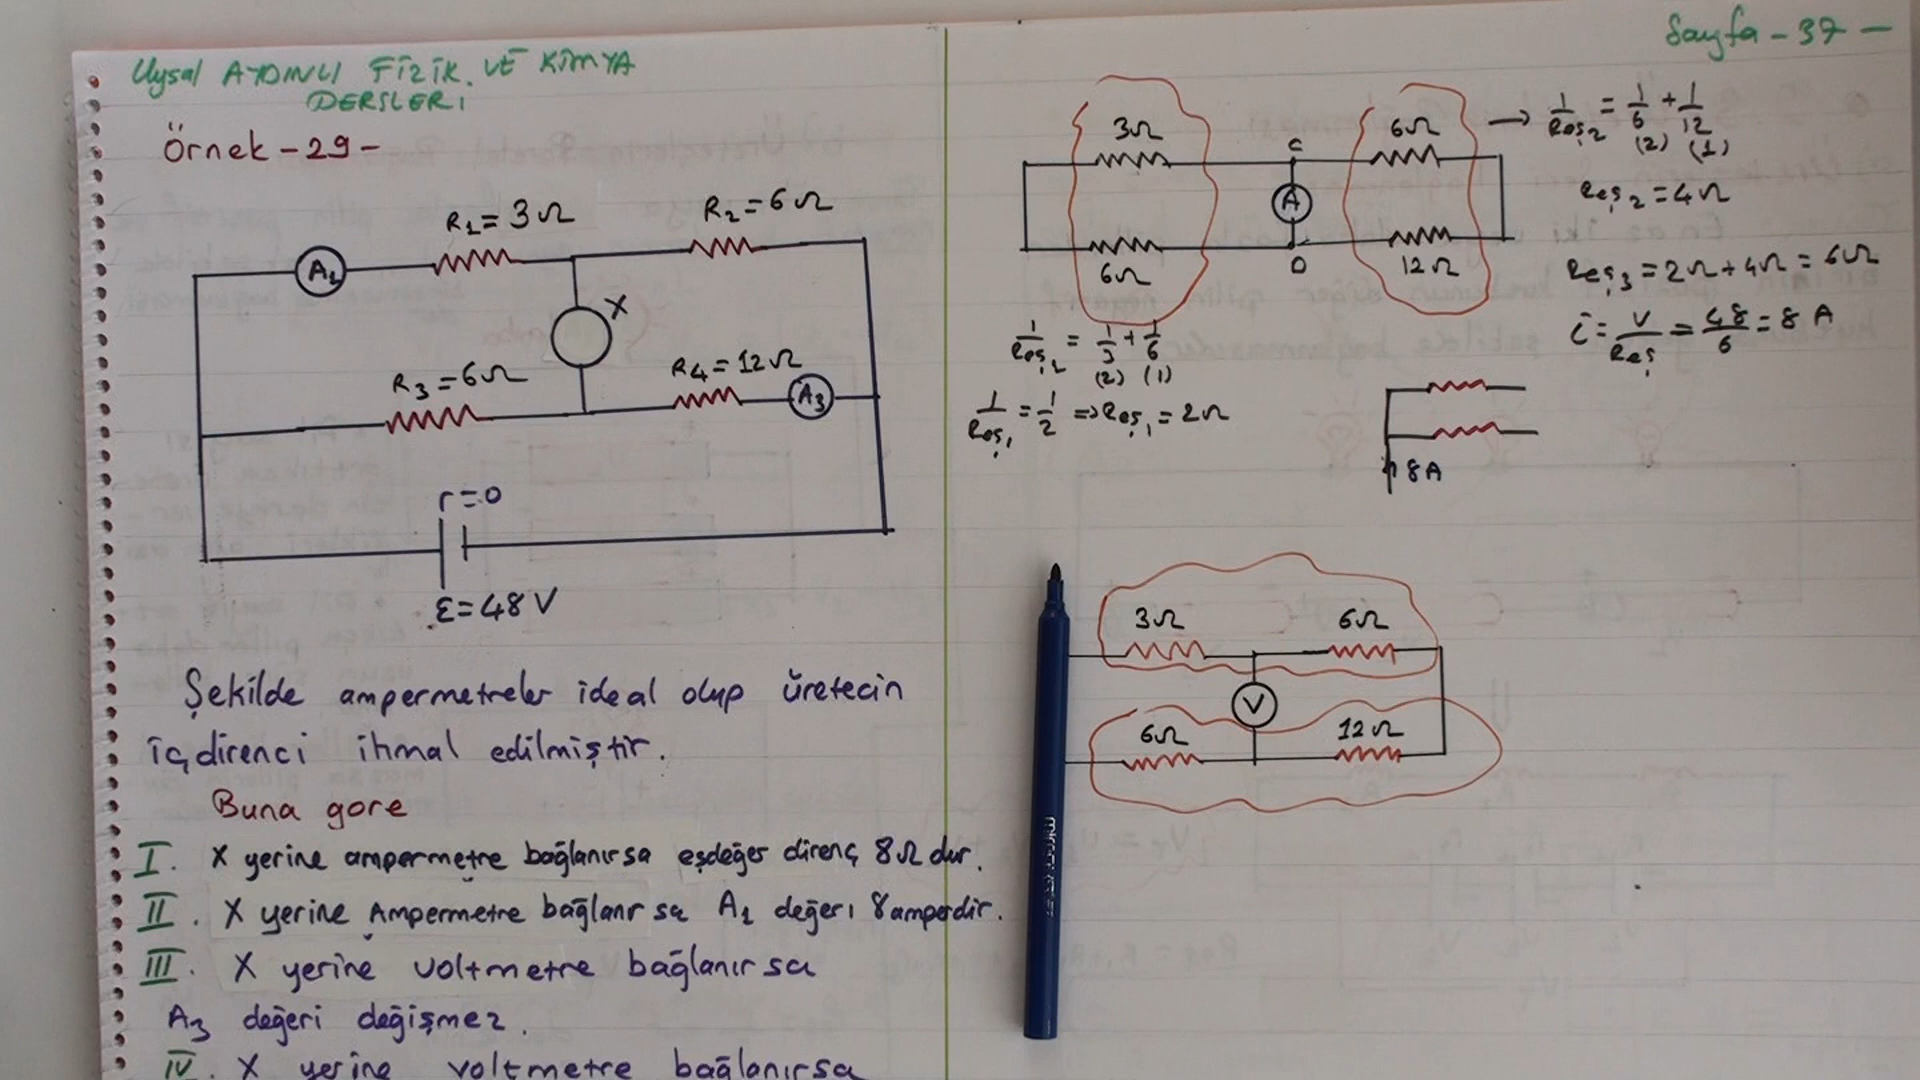 Uysal AYDINLI FİZİK VE KİMYA
DERSLERİ
Örnek - 29 -
R₁ = 3Ω
R₂ = 6Ω
A₁
X
R₃ = 6Ω
R₄ = 12Ω
A₃
r = 0
ε = 48 V
Şekilde ampermetreler ideal olup üretecin
iç direnci ihmal edilmiştir.
Buna gore
I. X yerine ampermetre bağlanırsa eşdeğer direnç 8Ω dur.
II. X yerine Ampermetre bağlanırsa A₁ değeri 8 amperdir.
III. X yerine voltmetre bağlanırsa
A₃ değeri değişmez.
IV. X yerine voltmetre bağlanırsa
Sayfa - 37 -
3Ω
6Ω
C
A
D
6Ω
12Ω
→ 1/Reş₂ = 1/6 + 1/12
(2) (1)
Reş₂ = 4Ω
Reş₃ = 2Ω + 4Ω = 6Ω
i = V/Reş = 48/6 = 8 A
1/Reş₂ = 1/3 + 1/6
(2) (1)
1/Reş₁ = 1/2 => Reş₁ = 2Ω
8A
3Ω
6Ω
V
6Ω
12Ω